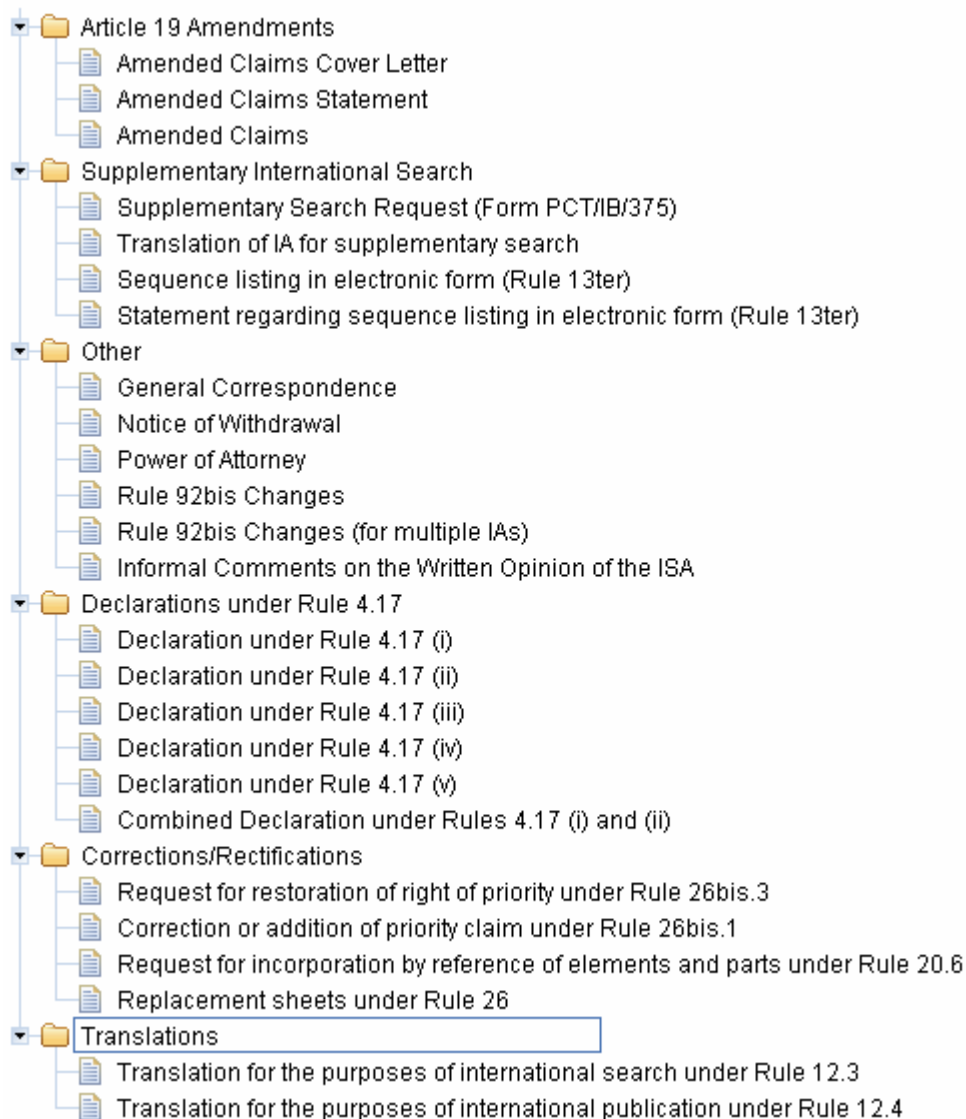 Article 19 Amendments
Amended Claims Cover Letter
Amended Claims Statement
Amended Claims
Supplementary International Search
Supplementary Search Request (Form PCT/IB/375)
Translation of IA for supplementary search
Sequence listing in electronic form (Rule 13ter)
Statement regarding sequence listing in electronic form (Rule 13ter)
Other
General Correspondence
Notice of Withdrawal
Power of Attorney
Rule 92bis Changes
Rule 92bis Changes (for multiple IAs)
Informal Comments on the Written Opinion of the ISA
Declarations under Rule 4.17
Declaration under Rule 4.17 (i)
Declaration under Rule 4.17 (ii)
Declaration under Rule 4.17 (iii)
Declaration under Rule 4.17 (iv)
Declaration under Rule 4.17 (v)
Combined Declaration under Rules 4.17 (i) and (ii)
Corrections/Rectifications
Request for restoration of right of priority under Rule 26bis.3
Correction or addition of priority claim under Rule 26bis.1
Request for incorporation by reference of elements and parts under Rule 20.6
Replacement sheets under Rule 26
Translations
Translation for the purposes of international search under Rule 12.3
Translation for the purposes of international publication under Rule 12.4